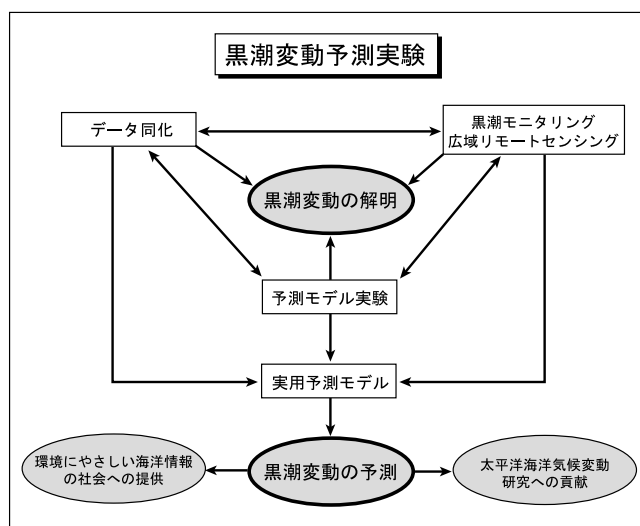 黒潮変動予測実験
データ同化
黒潮モニタリング
広域リモートセンシング
黒潮変動の解明
予測モデル実験
実用予測モデル
環境にやさしい海洋情報
の社会への提供
黒潮変動の予測
太平洋海洋気候変動
研究への貢献